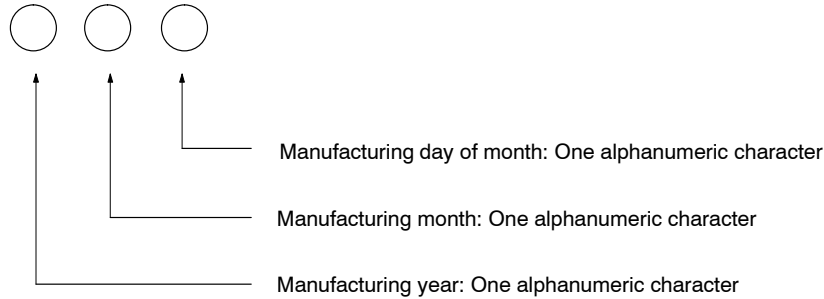 Manufacturing day of month: One alphanumeric character
Manufacturing month: One alphanumeric character
Manufacturing year: One alphanumeric character